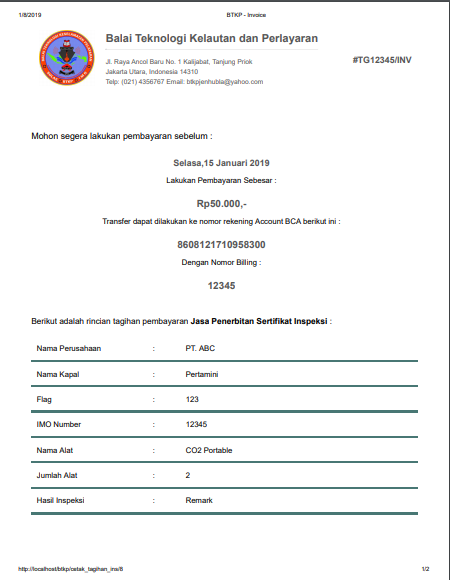 1/8/2019 BTKP - Invoice
Balai Teknologi Kelautan dan Perlayaran
Jl. Raya Ancol Baru No. 1 Kalijabat, Tanjung Priok
#TG12345/INV
Jakarta Utara, Indonesia 14310
Telp: (021) 4356767 Email: btkpjenhubla@yahoo.com
Mohon segera lakukan pembayaran sebelum :
Selasa,15 Januari 2019
Lakukan Pembayaran Sebesar :
Rp50.000,-
Transfer dapat dilakukan ke nomor rekening Account BCA berikut ini :
8608121710958300
Dengan Nomor Billing :
12345
Berikut adalah rincian tagihan pembayaran Jasa Penerbitan Sertifikat Inspeksi :
Nama Perusahaan : PT. ABC
Nama Kapal : Pertamini
Flag : 123
IMO Number : 12345
Nama Alat : CO2 Portable
Jumlah Alat : 2
Hasil Inspeksi : Remark
http://localhost/btkp/cetak_tagihan_ins/8 1/2